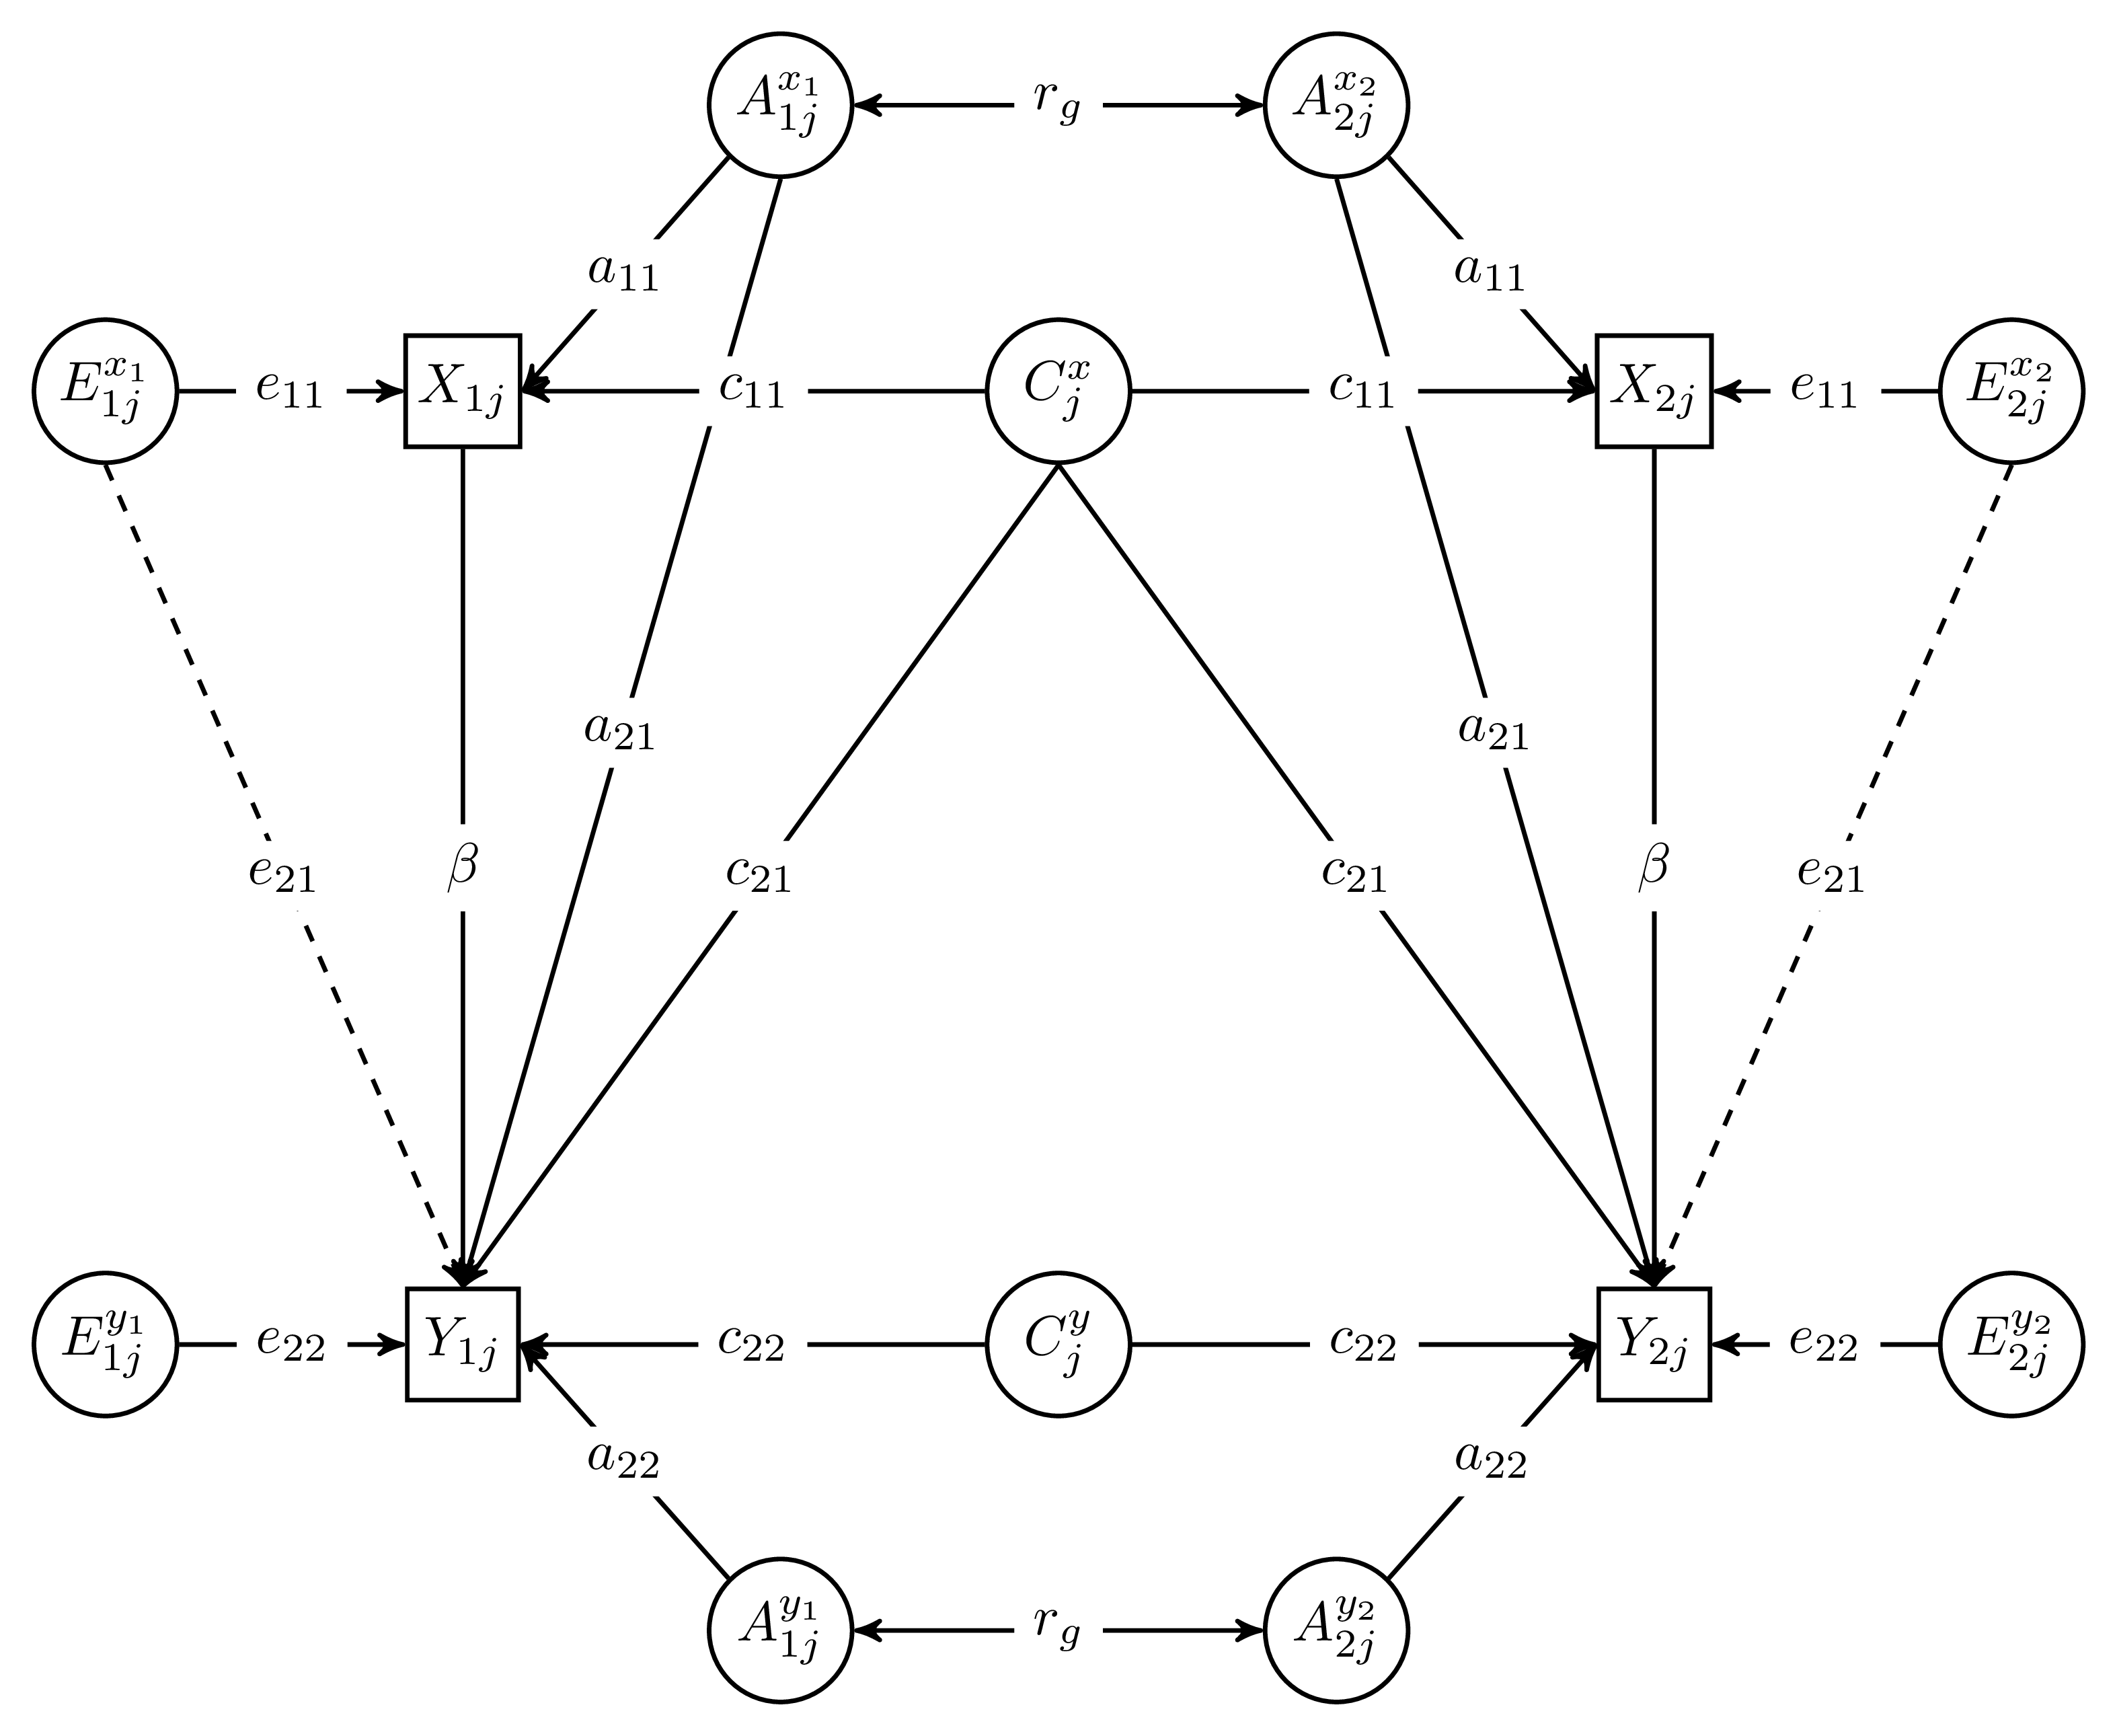 $A_{1j}^{x_1}$ $r_g$ $A_{2j}^{x_2}$
$a_{11}$ $a_{11}$
$E_{1j}^{x_1}$ $e_{11}$ $X_{1j}$ $c_{11}$ $C_j^x$ $c_{11}$ $X_{2j}$ $e_{11}$ $E_{2j}^{x_2}$
$a_{21}$ $a_{21}$
$e_{21}$ $\beta$ $c_{21}$ $c_{21}$ $\beta$ $e_{21}$
$E_{1j}^{y_1}$ $e_{22}$ $Y_{1j}$ $c_{22}$ $C_j^y$ $c_{22}$ $Y_{2j}$ $e_{22}$ $E_{2j}^{y_2}$
$a_{22}$ $a_{22}$
$A_{1j}^{y_1}$ $r_g$ $A_{2j}^{y_2}$